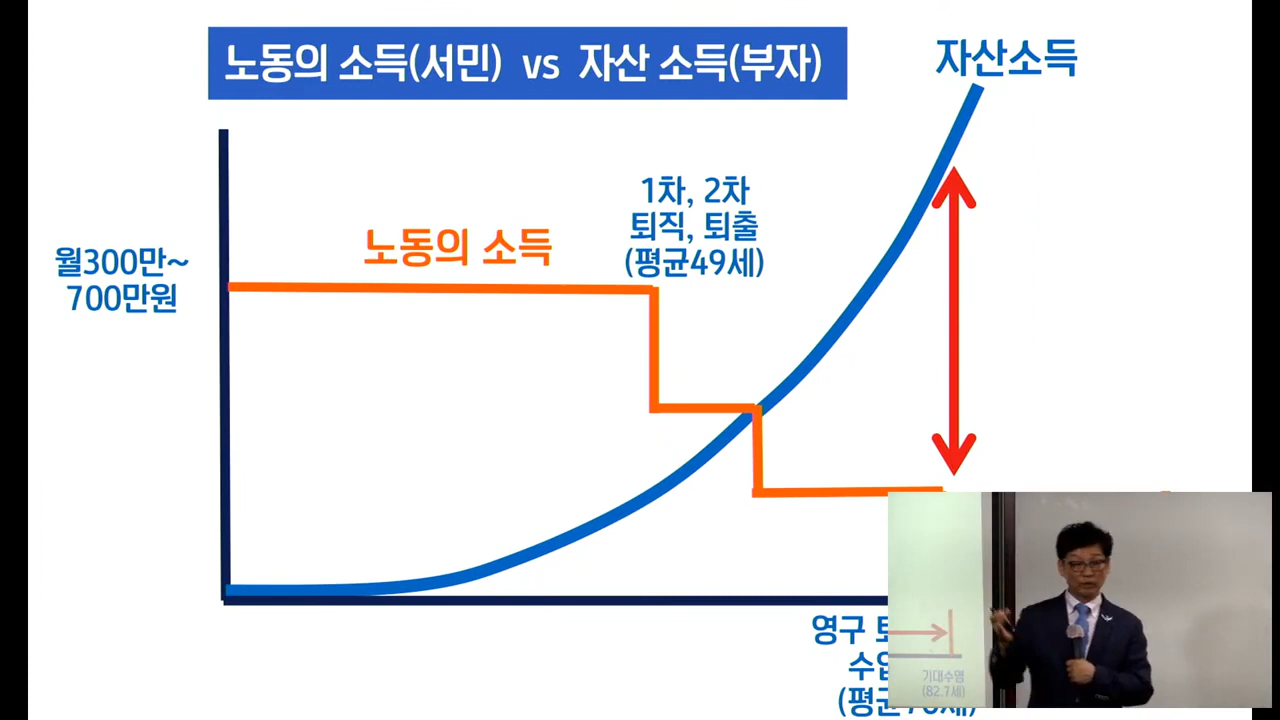 노동의 소득(서민) vs 자산 소득(부자)
자산소득
1차, 2차
퇴직, 퇴출
(평균49세)
노동의 소득
월300만~
700만원
영구
기대수명
(82.7세)